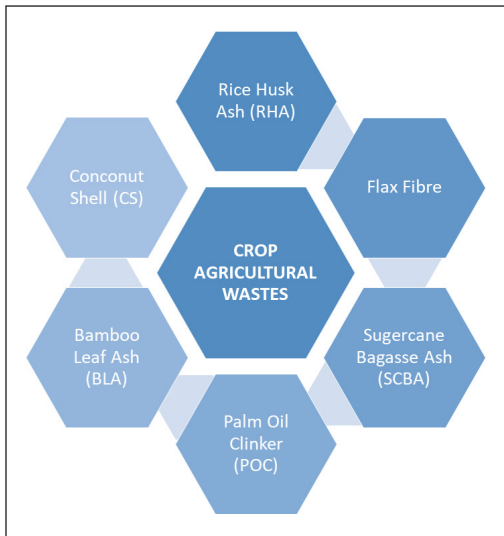 Rice Husk
Ash (RHA)
Flax Fibre
Sugercane
Bagasse Ash
(SCBA)
Palm Oil
Clinker
(POC)
Bamboo
Leaf Ash
(BLA)
Conconut
Shell (CS)
CROP
AGRICULTURAL
WASTES